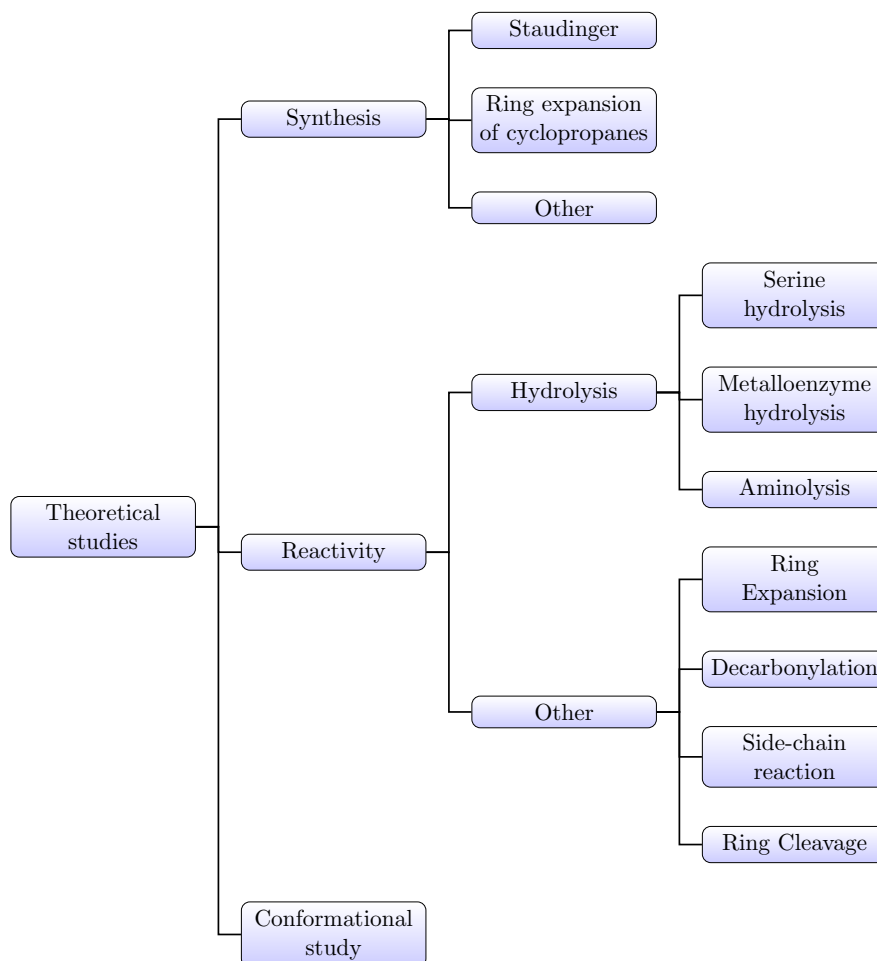 Theoretical
studies
Synthesis
Staudinger
Ring expansion
of cyclopropanes
Other
Reactivity
Hydrolysis
Serine
hydrolysis
Metalloenzyme
hydrolysis
Aminolysis
Other
Ring
Expansion
Decarbonylation
Side-chain
reaction
Ring Cleavage
Conformational
study